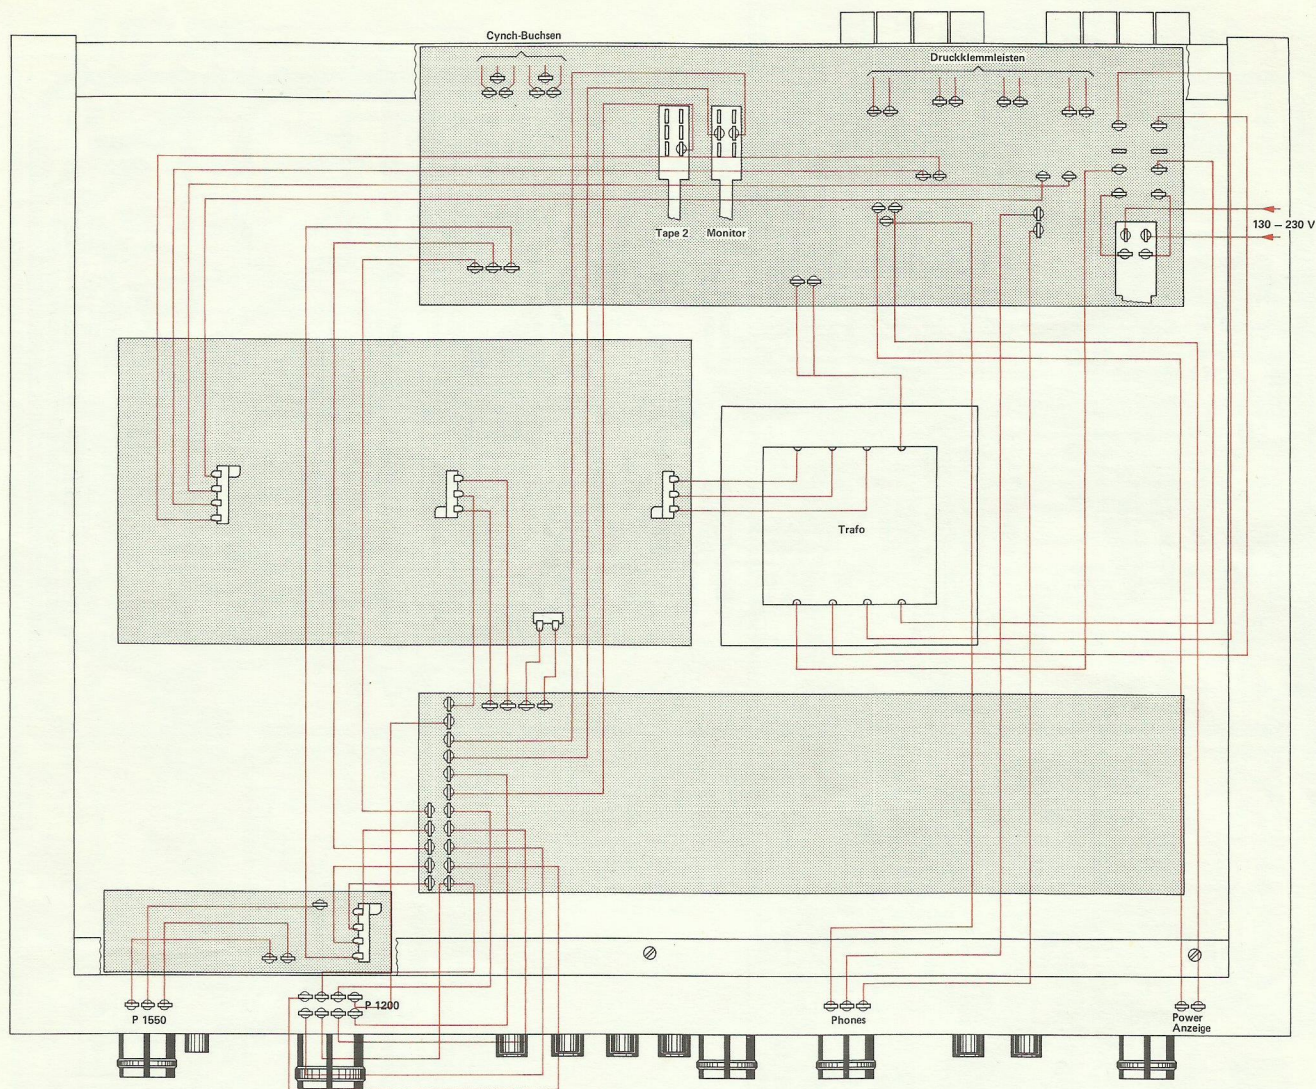 Cynch-Buchsen
Druckklemmleisten
Tape 2
Monitor
130 – 230 V
Trafo
P 1550
P 1200
Phones
Power
Anzeige